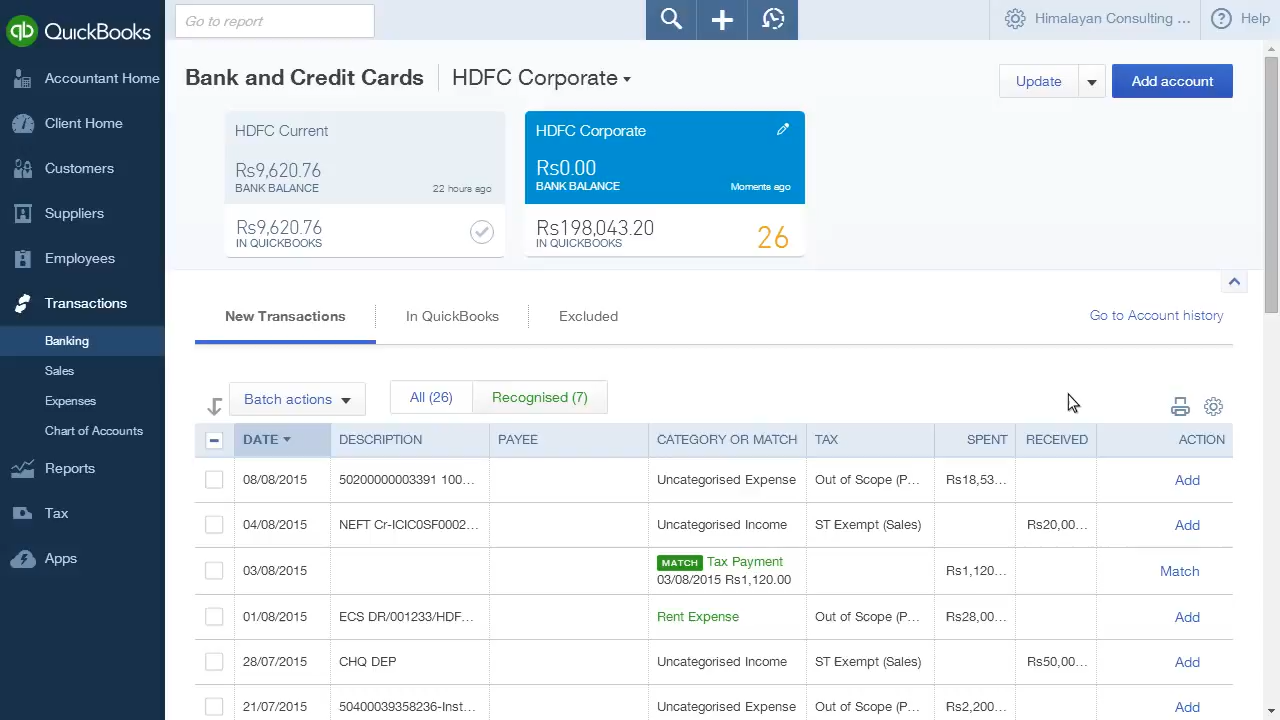 qb QuickBooks
Go to report
Himalayan Consulting ...
Help
Accountant Home
Client Home
Customers
Suppliers
Employees
Transactions
Banking
Sales
Expenses
Chart of Accounts
Reports
Tax
Apps
Bank and Credit Cards HDFC Corporate
Update
Add account
HDFC Current
Rs9,620.76
BANK BALANCE 22 hours ago
Rs9,620.76
IN QUICKBOOKS
HDFC Corporate
Rs0.00
BANK BALANCE Moments ago
Rs198,043.20
IN QUICKBOOKS
26
New Transactions In QuickBooks Excluded Go to Account history
Batch actions All (26) Recognised (7)
DATE DESCRIPTION PAYEE CATEGORY OR MATCH TAX SPENT RECEIVED ACTION
08/08/2015 50200000003391 100... Uncategorised Expense Out of Scope (P... Rs18,53... Add
04/08/2015 NEFT Cr-ICIC0SF0002... Uncategorised Income ST Exempt (Sales) Rs20,00... Add
03/08/2015 MATCH Tax Payment Rs1,120... Match
03/08/2015 Rs1,120.00
01/08/2015 ECS DR/001233/HDF... Rent Expense Out of Scope (P... Rs28,00... Add
28/07/2015 CHQ DEP Uncategorised Income ST Exempt (Sales) Rs50,00... Add
21/07/2015 50400039358236-Inst... Uncategorised Expense Out of Scope (P... Rs2,200... Add